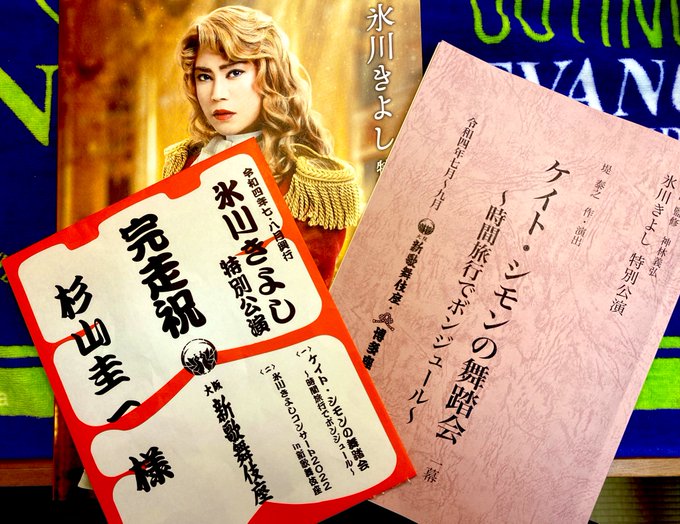 氷川きよし 特
OUTING
EVANG
N
令和四年七・八月興行
氷川きよし
特別公演
完走祝
杉山圭一 様
大阪 新歌舞伎座
(一)ケイト・シモンの舞踏会
～時間旅行でボンジュール～
(二)氷川きよしコンサート2022
in新歌舞伎座
監修 神林義弘
氷川きよし 特別公演
堤 泰之 作・演出
ケイト・シモンの舞踏会
～時間旅行でボンジュール～
一幕
令和四年七月～九月
大阪 新歌舞伎座・博多座